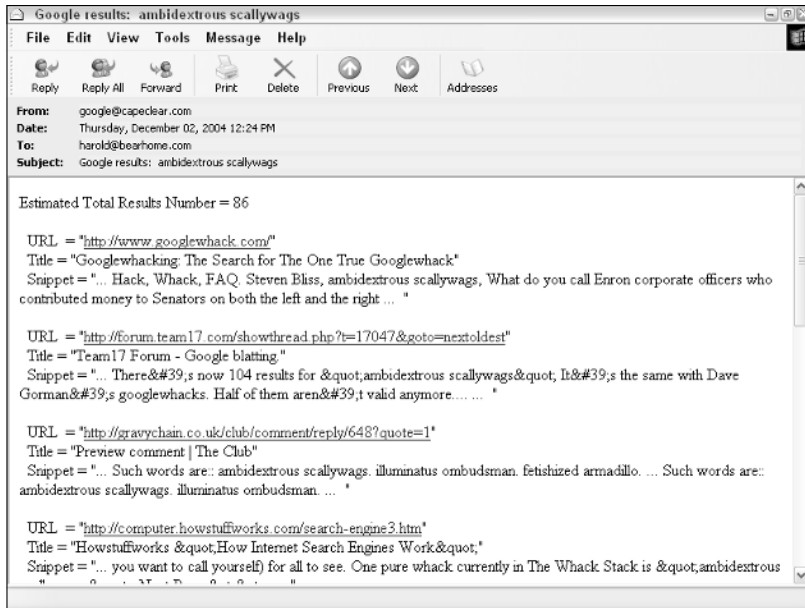 Google results: ambidextrous scallywags
File Edit View Tools Message Help
Reply Reply All Forward Print Delete Previous Next Addresses
From: google@capeclear.com
Date: Thursday, December 02, 2004 12:24 PM
To: harold@bearhome.com
Subject: Google results: ambidextrous scallywags
Estimated Total Results Number = 86
URL = "http://www.googlewhack.com/"
Title = "Googlewhacking: The Search for The One True Googlewhack"
Snippet = "... Hack, Whack, FAQ. Steven Bliss, ambidextrous scallywags, What do you call Enron corporate officers who
contributed money to Senators on both the left and the right ... "
URL = "http://forum.team17.com/showthread.php?t=17047&goto=nextoldest"
Title = "Team17 Forum - Google blatting."
Snippet = "... There&#39;s now 104 results for &quot;ambidextrous scallywags&quot; It&#39;s the same with Dave
Gorman&#39;s googlewhacks. Half of them aren&#39;t valid anymore.... ... "
URL = "http://gravychain.co.uk/club/comment/reply/648?quote=1"
Title = "Preview comment | The Club"
Snippet = "... Such words are:: ambidextrous scallywags. illuminatus ombudsman. fetishized armadillo. ... Such words are::
ambidextrous scallywags. illuminatus ombudsman. ... "
URL = "http://computer.howstuffworks.com/search-engine3.htm"
Title = "Howstuffworks &quot;How Internet Search Engines Work&quot;"
Snippet = "... you want to call yourself) for all to see. One pure whack currently in The Whack Stack is &quot;ambidextrous